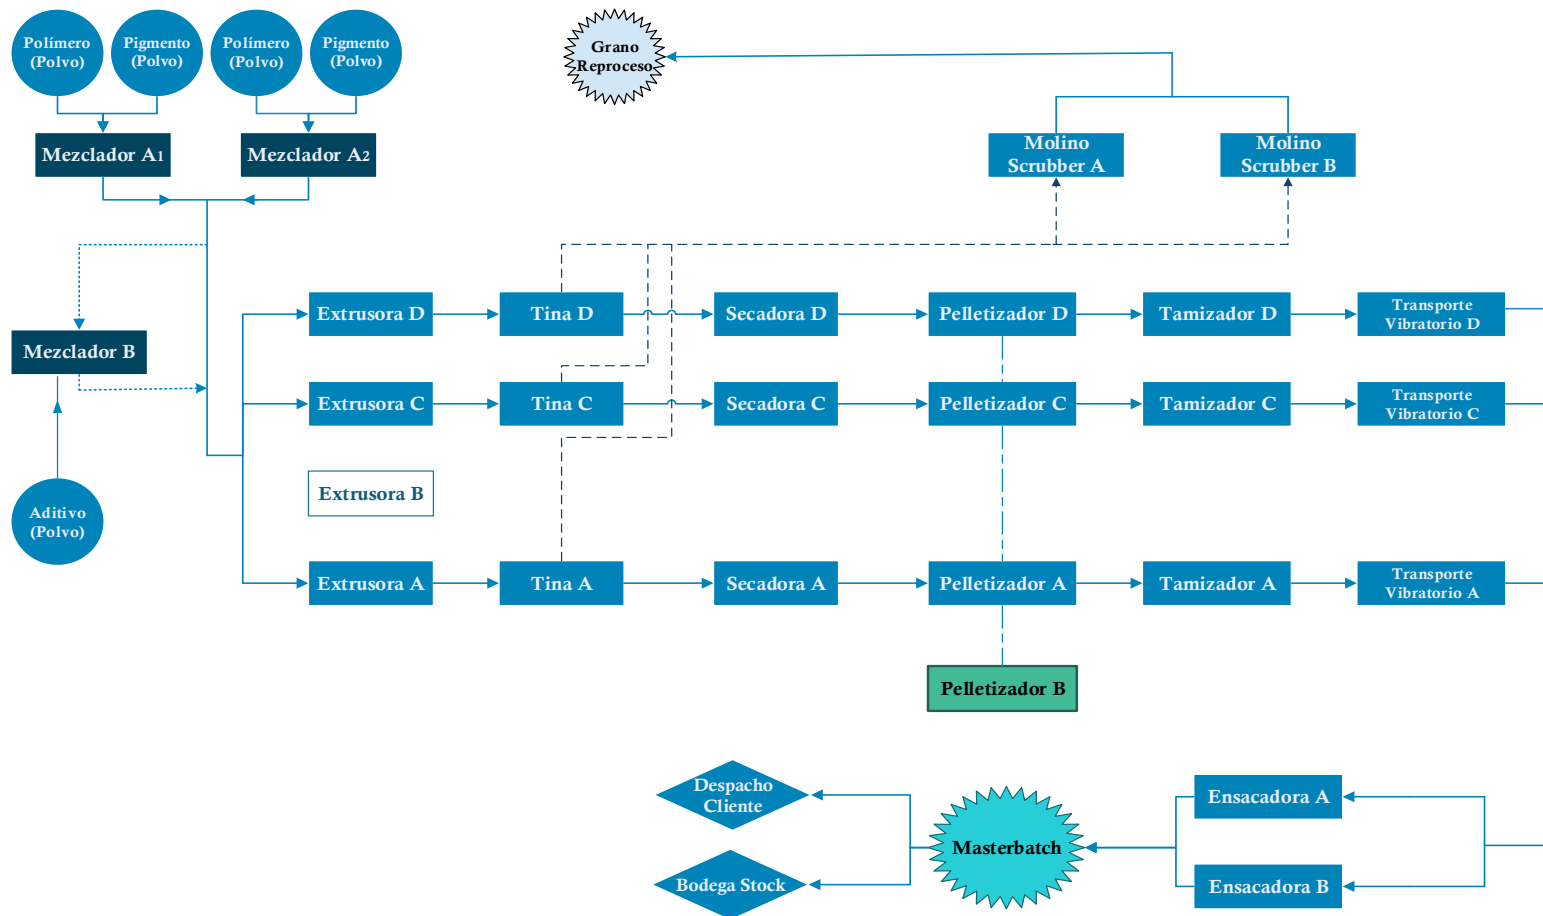 Polímero
(Polvo)
Pigmento
(Polvo)
Polímero
(Polvo)
Pigmento
(Polvo)
Grano
Reproceso
Mezclador A1
Mezclador A2
Molino
Scrubber A
Molino
Scrubber B
Extrusora D
Tina D
Secadora D
Pelletizador D
Tamizador D
Transporte
Vibratorio D
Mezclador B
Extrusora C
Tina C
Secadora C
Pelletizador C
Tamizador C
Transporte
Vibratorio C
Extrusora B
Aditivo
(Polvo)
Extrusora A
Tina A
Secadora A
Pelletizador A
Tamizador A
Transporte
Vibratorio A
Pelletizador B
Despacho
Cliente
Ensacadora A
Masterbatch
Bodega Stock
Ensacadora B